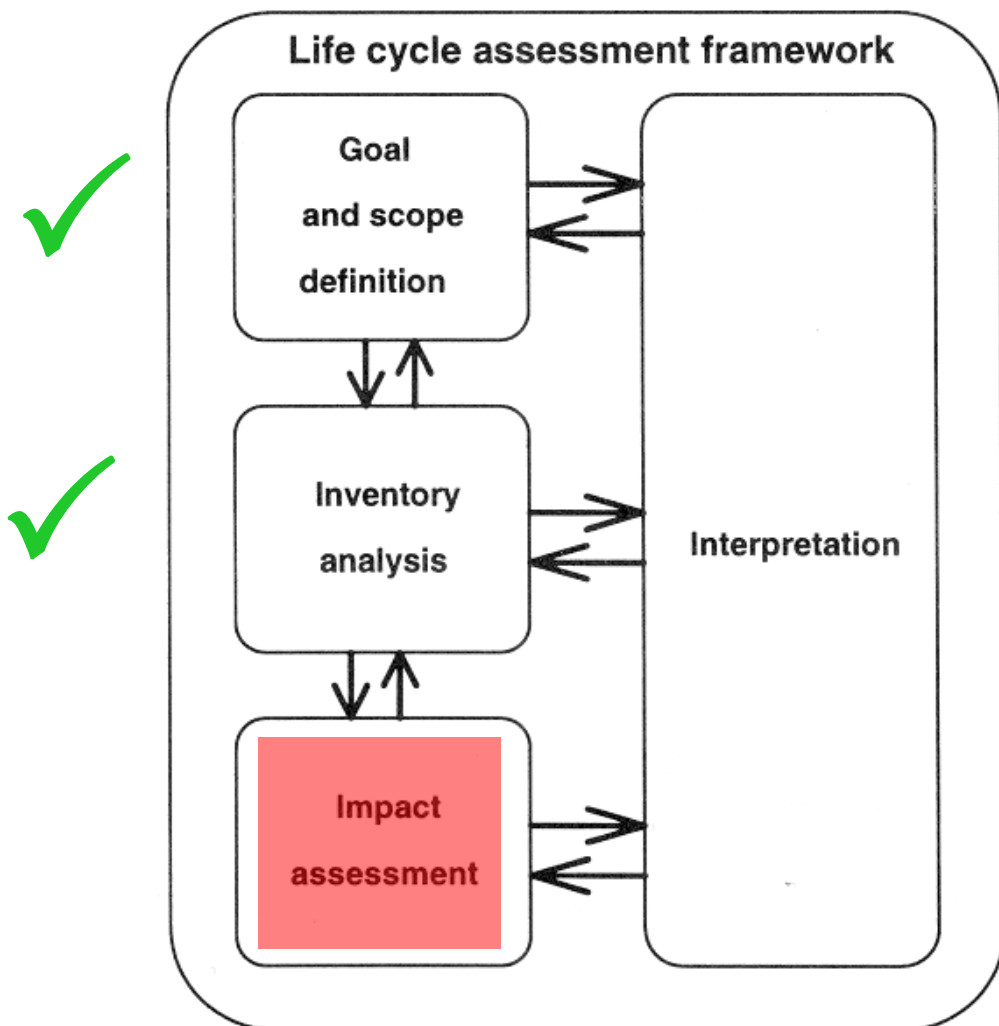 Life cycle assessment framework
Goal
and scope
definition
Inventory
analysis
Interpretation
Impact
assessment